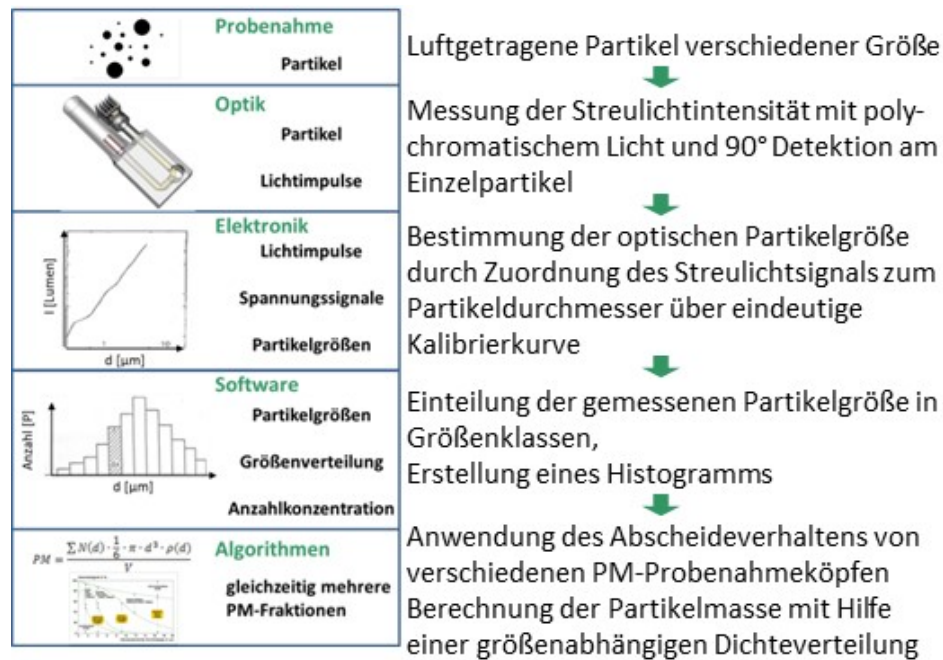 Probenahme
Partikel
Luftgetragene Partikel verschiedener Größe
Optik
Partikel
Lichtimpulse
Messung der Streulichtintensität mit poly-
chromatischem Licht und 90° Detektion am
Einzelpartikel
Elektronik
Lichtimpulse
Spannungssignale
Partikelgrößen
I [Lumen]
1
10
d [µm]
Bestimmung der optischen Partikelgröße
durch Zuordnung des Streulichtsignals zum
Partikeldurchmesser über eindeutige
Kalibrierkurve
Software
Partikelgrößen
Größenverteilung
Anzahlkonzentration
Anzahl [P]
d [µm]
Einteilung der gemessenen Partikelgröße in
Größenklassen,
Erstellung eines Histogramms
Algorithmen
gleichzeitig mehrere
PM-Fraktionen
PM = ∑ N(d) · 1/6 · π · d³ · ρ(d) / V
Anwendung des Abscheideverhaltens von
verschiedenen PM-Probenahmeköpfen
Berechnung der Partikelmasse mit Hilfe
einer größenabhängigen Dichteverteilung